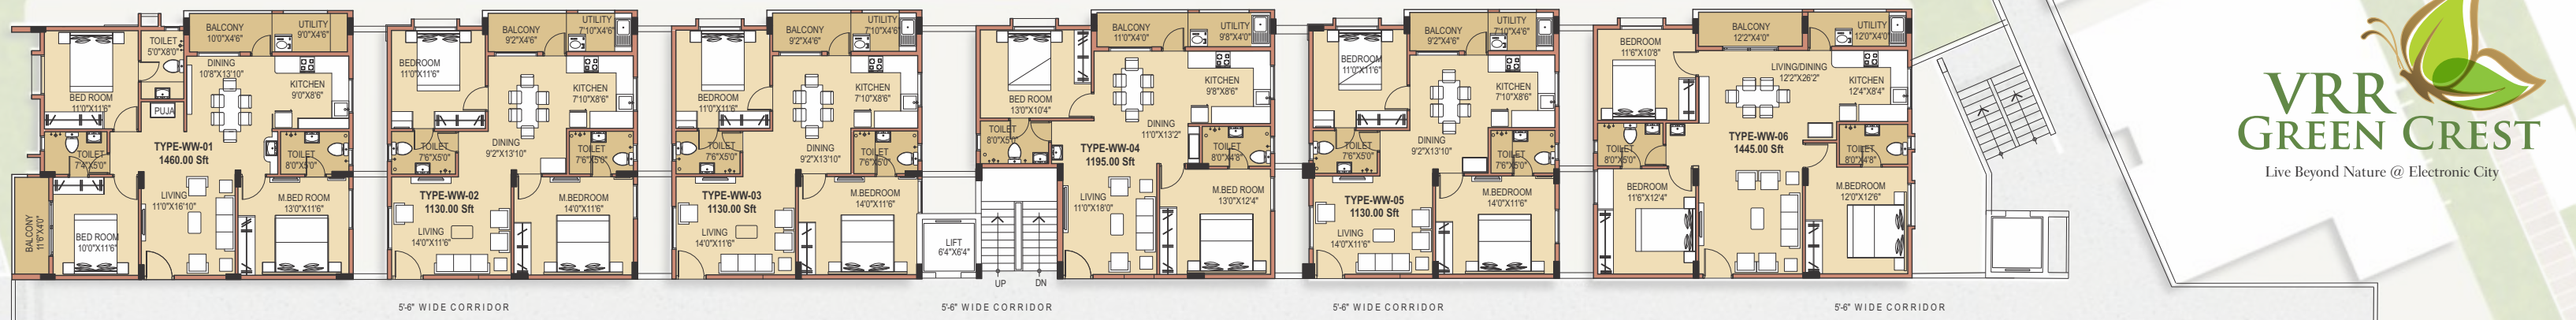 BALCONY
10'0"X4'6"
UTILITY
9'0"X4'6"
TOILET
5'0"X8'0"
DINING
10'8"X13'10"
KITCHEN
9'0"X8'6"
BED ROOM
11'0"X11'6"
PUJA
TYPE-WW-01
1460.00 Sft
TOILET
TOILET
8'0"X5'0"
LIVING
11'0"X16'10"
M.BED ROOM
13'0"X11'6"
BALCONY
11'6"X4'0"
BED ROOM
10'0"X11'6"
BALCONY
9'2"X4'6"
UTILITY
7'10"X4'6"
BEDROOM
11'0"X11'6"
KITCHEN
7'10"X8'6"
DINING
9'2"X13'10"
TOILET
7'6"X5'0"
TOILET
7'6"X5'0"
TYPE-WW-02
1130.00 Sft
M.BEDROOM
14'0"X11'6"
LIVING
14'0"X11'6"
BALCONY
9'2"X4'6"
UTILITY
7'10"X4'6"
BEDROOM
11'0"X11'6"
KITCHEN
7'10"X8'6"
DINING
9'2"X13'10"
TOILET
7'6"X5'0"
TOILET
7'6"X5'0"
TYPE-WW-03
1130.00 Sft
M.BEDROOM
14'0"X11'6"
LIVING
14'0"X11'6"
LIFT
6'4"X6'4"
UP
DN
BALCONY
11'0"X4'0"
UTILITY
9'8"X4'0"
BED ROOM
13'0"X10'4"
KITCHEN
9'8"X8'6"
DINING
11'0"X13'2"
TOILET
8'0"X5'0"
TYPE-WW-04
1195.00 Sft
TOILET
8'0"X4'8"
LIVING
11'0"X18'0"
M.BED ROOM
13'0"X12'4"
BALCONY
9'2"X4'6"
UTILITY
7'10"X4'6"
BEDROOM
11'0"X11'6"
KITCHEN
7'10"X8'6"
DINING
9'2"X13'10"
TOILET
7'6"X5'0"
TOILET
7'6"X5'0"
TYPE-WW-05
1130.00 Sft
M.BEDROOM
14'0"X11'6"
LIVING
14'0"X11'6"
BALCONY
12'2"X4'0"
UTILITY
12'0"X4'0"
BEDROOM
11'6"X10'8"
LIVING/DINING
12'2"X26'2"
KITCHEN
12'4"X8'4"
TYPE-WW-06
1445.00 Sft
TOILET
8'0"X5'0"
TOILET
8'0"X4'8"
BEDROOM
11'6"X12'4"
M.BEDROOM
12'0"X12'6"
5'-6" WIDE CORRIDOR
5'-6" WIDE CORRIDOR
5'-6" WIDE CORRIDOR
5'-6" WIDE CORRIDOR
VRR
GREEN CREST
Live Beyond Nature @ Electronic City